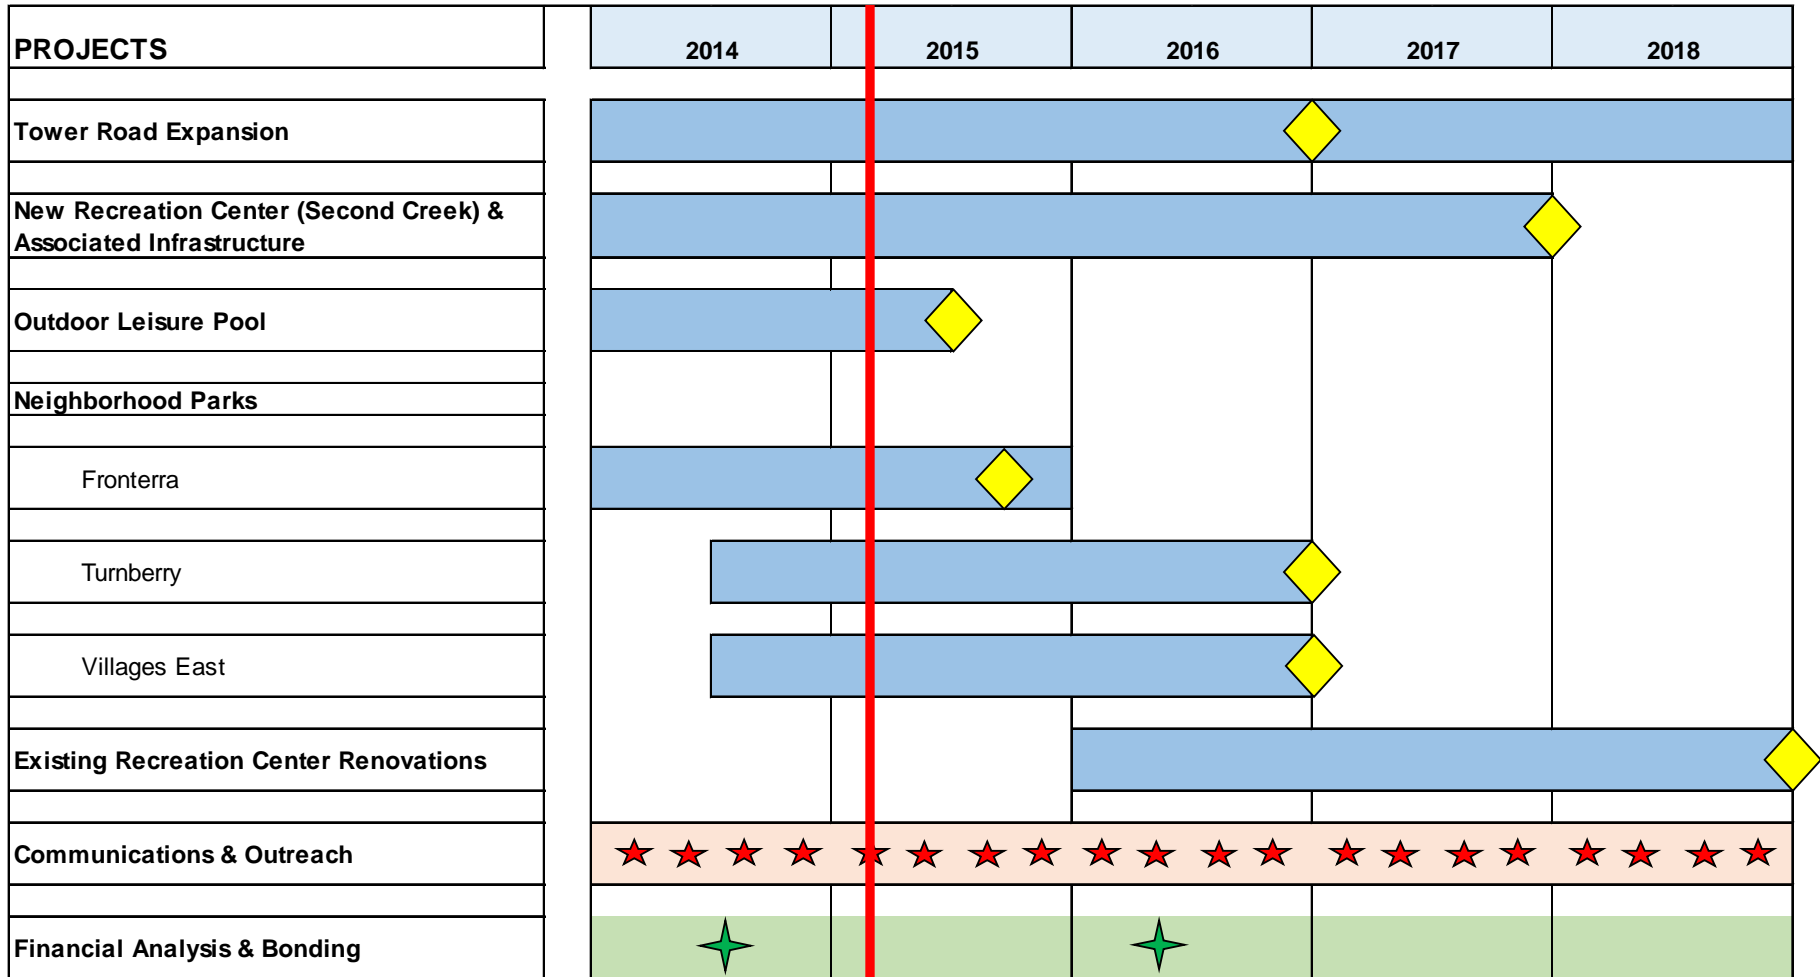 PROJECTS
2014
2015
2016
2017
2018
Tower Road Expansion
New Recreation Center (Second Creek) &
Associated Infrastructure
Outdoor Leisure Pool
Neighborhood Parks
Fronterra
Turnberry
Villages East
Existing Recreation Center Renovations
Communications & Outreach
Financial Analysis & Bonding